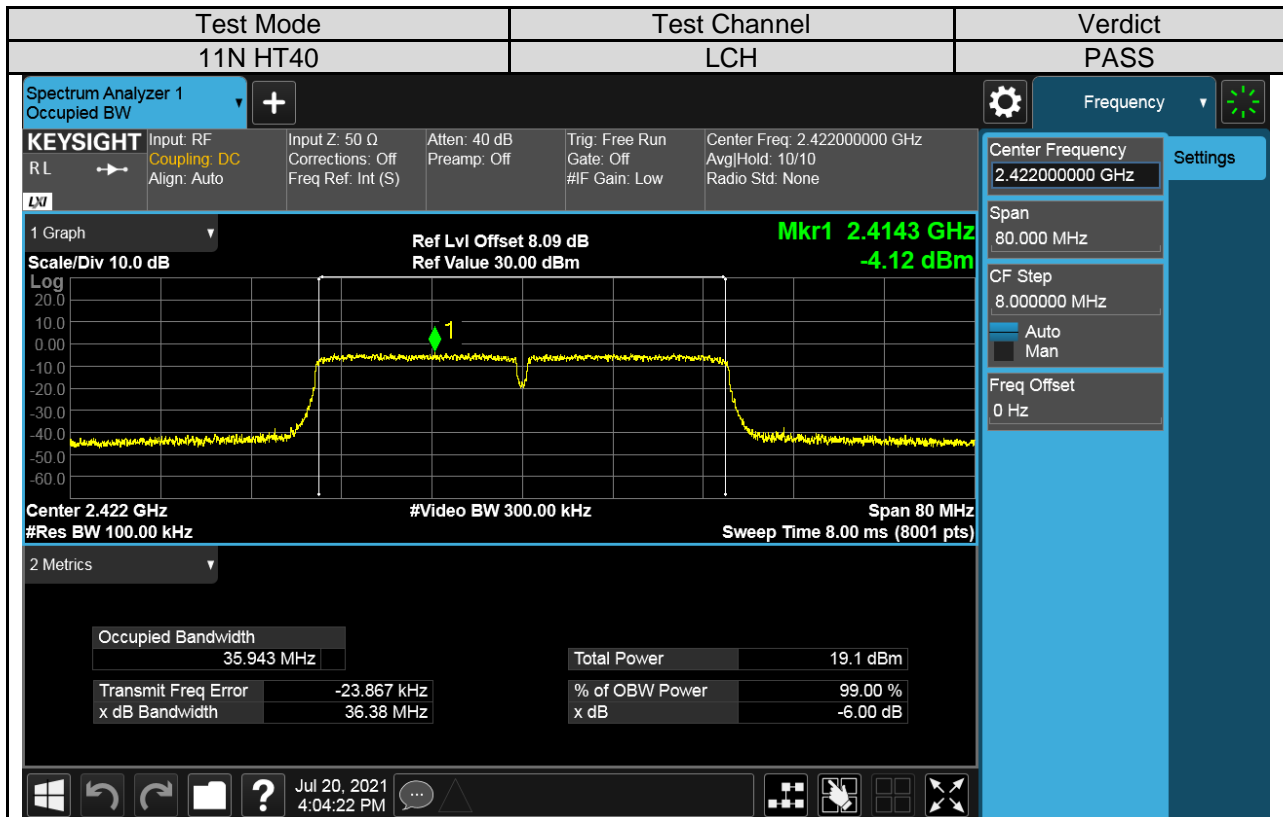 Test Mode Test Channel Verdict
11N HT40 LCH PASS
Spectrum Analyzer 1
Occupied BW
+
Frequency
KEYSIGHT Input: RF Input Z: 50 Ω Atten: 40 dB Trig: Free Run Center Freq: 2.422000000 GHz
RL Coupling: DC Corrections: Off Preamp: Off Gate: Off Avg|Hold: 10/10
Align: Auto Freq Ref: Int (S) #IF Gain: Low Radio Std: None
LXI
Center Frequency
2.422000000 GHz
Settings
Span
80.000 MHz
CF Step
8.000000 MHz
Auto
Man
Freq Offset
0 Hz
1 Graph
Ref Lvl Offset 8.09 dB
Mkr1 2.4143 GHz
Scale/Div 10.0 dB
Ref Value 30.00 dBm
-4.12 dBm
Log
20.0
10.0
0.00
-10.0
-20.0
-30.0
-40.0
-50.0
-60.0
1
Center 2.422 GHz #Video BW 300.00 kHz Span 80 MHz
#Res BW 100.00 kHz Sweep Time 8.00 ms (8001 pts)
2 Metrics
Occupied Bandwidth
35.943 MHz
Total Power 19.1 dBm
Transmit Freq Error -23.867 kHz % of OBW Power 99.00 %
x dB Bandwidth 36.38 MHz x dB -6.00 dB
?
Jul 20, 2021
4:04:22 PM